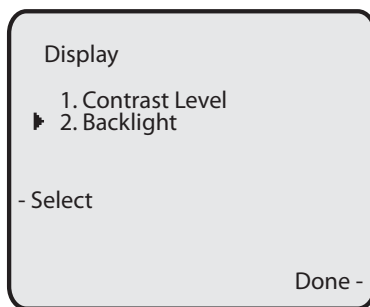 Display
1. Contrast Level
2. Backlight
- Select
Done -